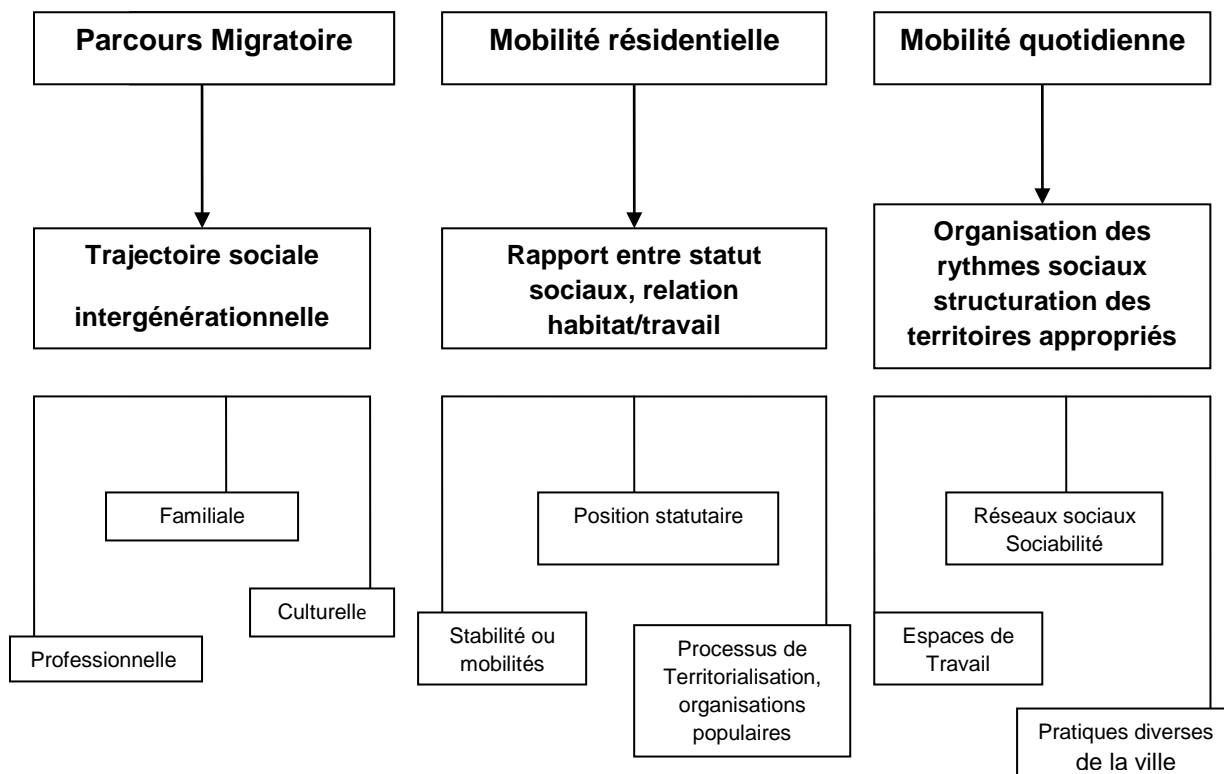 Parcours Migratoire
Mobilité résidentielle
Mobilité quotidienne
Trajectoire sociale
intergénérationnelle
Rapport entre statut
sociaux, relation
habitat/travail
Organisation des
rythmes sociaux
structuration des
territoires appropriés
Familiale
Culturelle
Professionnelle
Position statutaire
Stabilité ou
mobilités
Processus de
Territorialisation,
organisations
populaires
Réseaux sociaux
Sociabilité
Espaces de
Travail
Pratiques diverses
de la ville